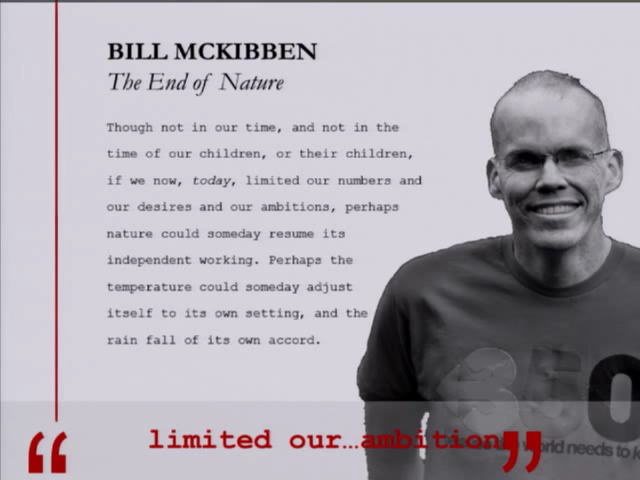 BILL MCKIBBEN
The End of Nature
Though not in our time, and not in the
time of our children, or their children,
if we now, today, limited our numbers and
our desires and our ambitions, perhaps
nature could someday resume its
independent working. Perhaps the
temperature could someday adjust
itself to its own setting, and the
rain fall of its own accord.
350
“ limited our…ambition ”
world needs to k